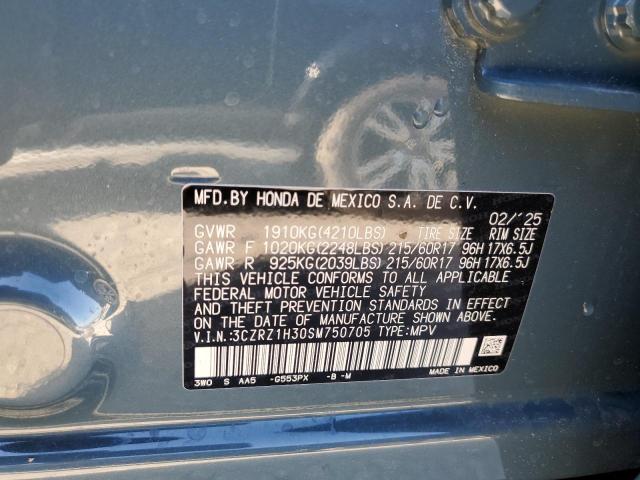 MFD.BY HONDA DE MEXICO S.A. DE C.V. 02/'25
GVWR 1910KG(4210LBS) TIRE SIZE RIM SIZE
GAWR F 1020KG(2248LBS) 215/60R17 96H 17X6.5J
GAWR R 925KG(2039LBS) 215/60R17 96H 17X6.5J
THIS VEHICLE CONFORMS TO ALL APPLICABLE
FEDERAL MOTOR VEHICLE SAFETY
AND THEFT PREVENTION STANDARDS IN EFFECT
ON THE DATE OF MANUFACTURE SHOWN ABOVE.
V.I.N.:3CZRZ1H30SM750705 TYPE:MPV
3W0 S AA5 -G553PX -B -M MADE IN MEXICO